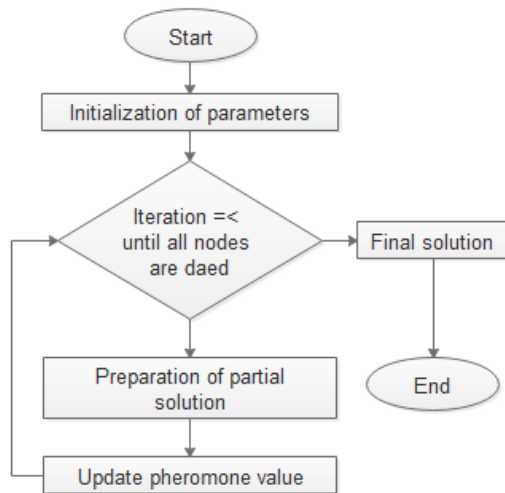 Start
Initialization of parameters
Iteration =<
until all nodes
are daed
Final solution
Preparation of partial
solution
End
Update pheromone value